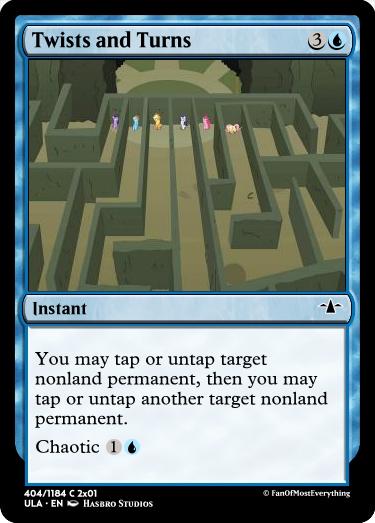 Twists and Turns 3
Instant
You may tap or untap target
nonland permanent, then you may
tap or untap another target nonland
permanent.
Chaotic 1
404/1184 C 2x01
ULA • EN Hasbro Studios
© FanOfMostEverything